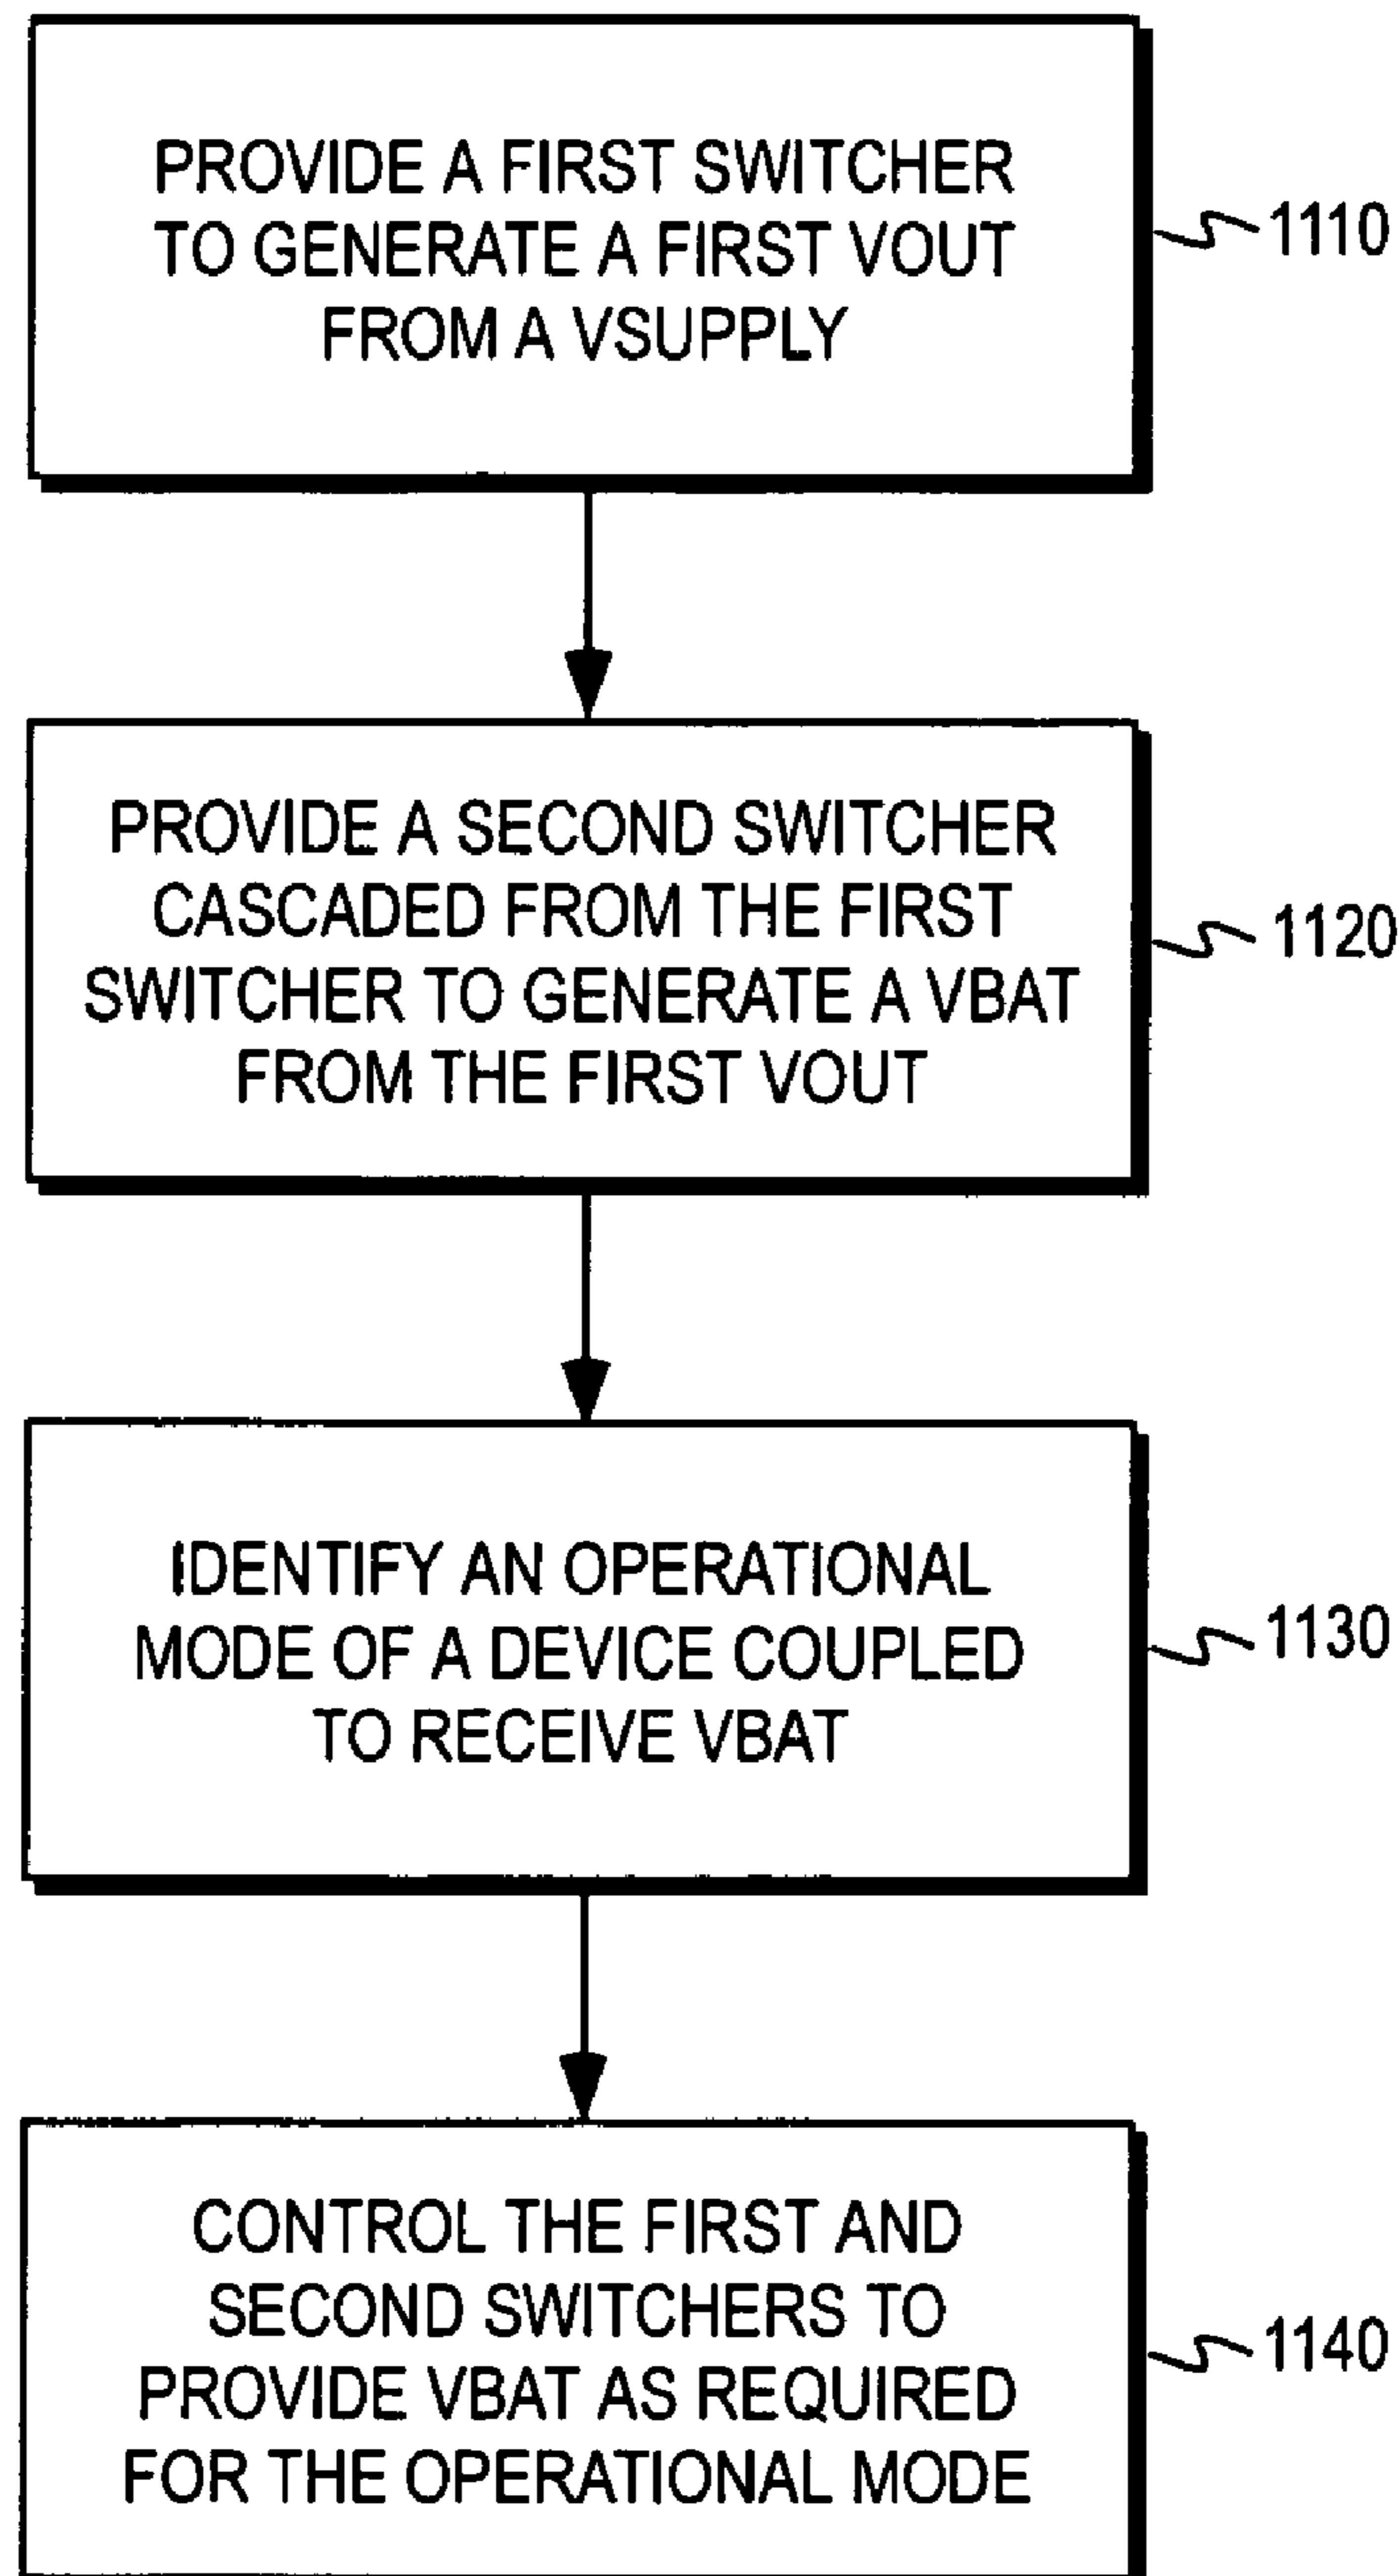 PROVIDE A FIRST SWITCHER
TO GENERATE A FIRST VOUT
FROM A VSUPPLY
1110
PROVIDE A SECOND SWITCHER
CASCADED FROM THE FIRST
SWITCHER TO GENERATE A VBAT
FROM THE FIRST VOUT
1120
IDENTIFY AN OPERATIONAL
MODE OF A DEVICE COUPLED
TO RECEIVE VBAT
1130
CONTROL THE FIRST AND
SECOND SWITCHERS TO
PROVIDE VBAT AS REQUIRED
FOR THE OPERATIONAL MODE
1140